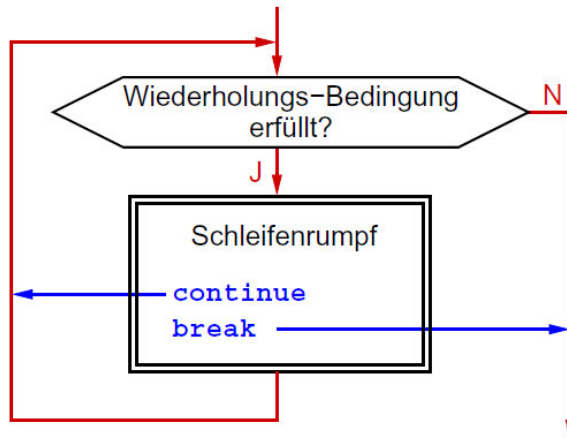 Wiederholungs-Bedingung
erfüllt?
N
J
Schleifenrumpf
continue
break